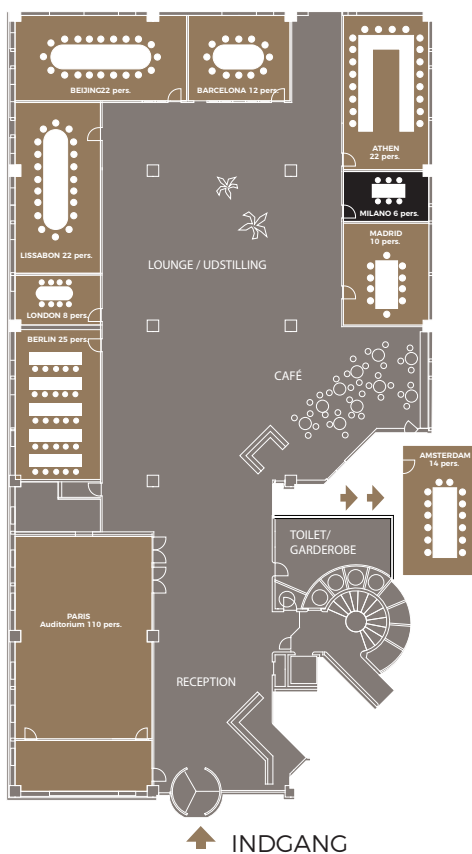 BEIJING22 pers.
BARCELONA 12 pers.
ATHEN
22 pers.
MILANO 6 pers.
MADRID
10 pers.
LISSABON 22 pers.
LOUNGE / UDSTILLING
LONDON 8 pers.
BERLIN 25 pers.
CAFÉ
AMSTERDAM
14 pers.
TOILET/
GARDEROBE
PARIS
Auditorium 110 pers.
RECEPTION
INDGANG